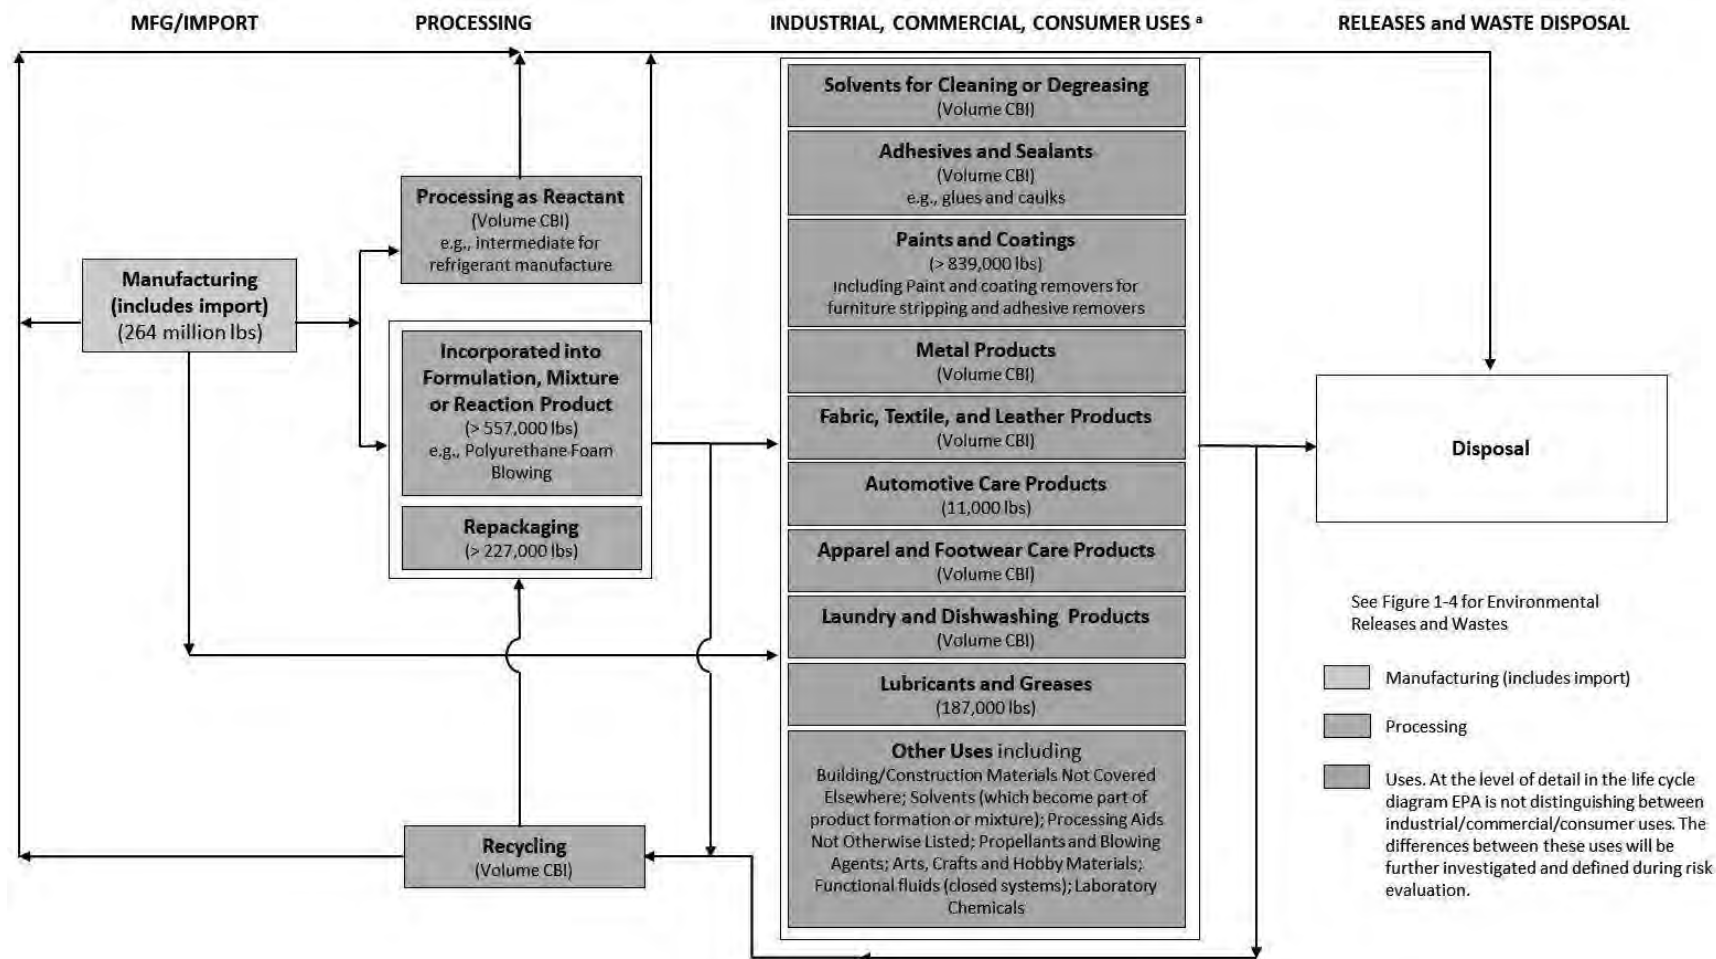 MFG/IMPORT
PROCESSING
INDUSTRIAL, COMMERCIAL, CONSUMER USES a
RELEASES and WASTE DISPOSAL
Manufacturing
(includes import)
(264 million lbs)
Processing as Reactant
(Volume CBI)
e.g., intermediate for
refrigerant manufacture
Incorporated into
Formulation, Mixture
or Reaction Product
(> 557,000 lbs)
e.g., Polyurethane Foam
Blowing
Repackaging
(> 227,000 lbs)
Recycling
(Volume CBI)
Solvents for Cleaning or Degreasing
(Volume CBI)
Adhesives and Sealants
(Volume CBI)
e.g., glues and caulks
Paints and Coatings
(> 839,000 lbs)
Including Paint and coating removers for
furniture stripping and adhesive removers
Metal Products
(Volume CBI)
Fabric, Textile, and Leather Products
(Volume CBI)
Automotive Care Products
(11,000 lbs)
Apparel and Footwear Care Products
(Volume CBI)
Laundry and Dishwashing Products
(Volume CBI)
Lubricants and Greases
(187,000 lbs)
Other Uses including
Building/Construction Materials Not Covered
Elsewhere; Solvents (which become part of
product formation or mixture); Processing Aids
Not Otherwise Listed; Propellants and Blowing
Agents; Arts, Crafts and Hobby Materials;
Functional fluids (closed systems); Laboratory
Chemicals
Disposal
See Figure 1-4 for Environmental
Releases and Wastes
Manufacturing (includes import)
Processing
Uses. At the level of detail in the life cycle
diagram EPA is not distinguishing between
industrial/commercial/consumer uses. The
differences between these uses will be
further investigated and defined during risk
evaluation.